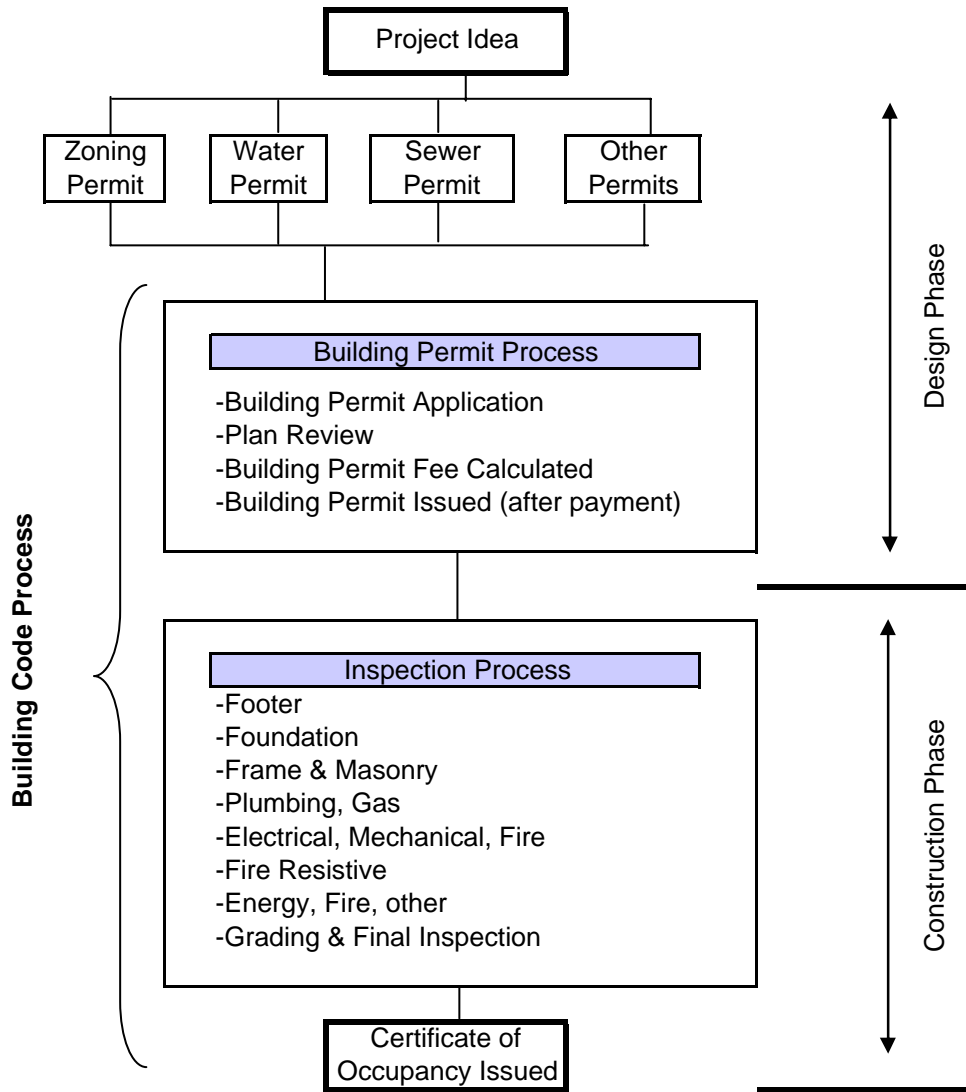 Project Idea
Zoning
Permit
Water
Permit
Sewer
Permit
Other
Permits
Design Phase
Building Code Process
Building Permit Process
-Building Permit Application
-Plan Review
-Building Permit Fee Calculated
-Building Permit Issued (after payment)
Construction Phase
Inspection Process
-Footer
-Foundation
-Frame & Masonry
-Plumbing, Gas
-Electrical, Mechanical, Fire
-Fire Resistive
-Energy, Fire, other
-Grading & Final Inspection
Certificate of
Occupancy Issued